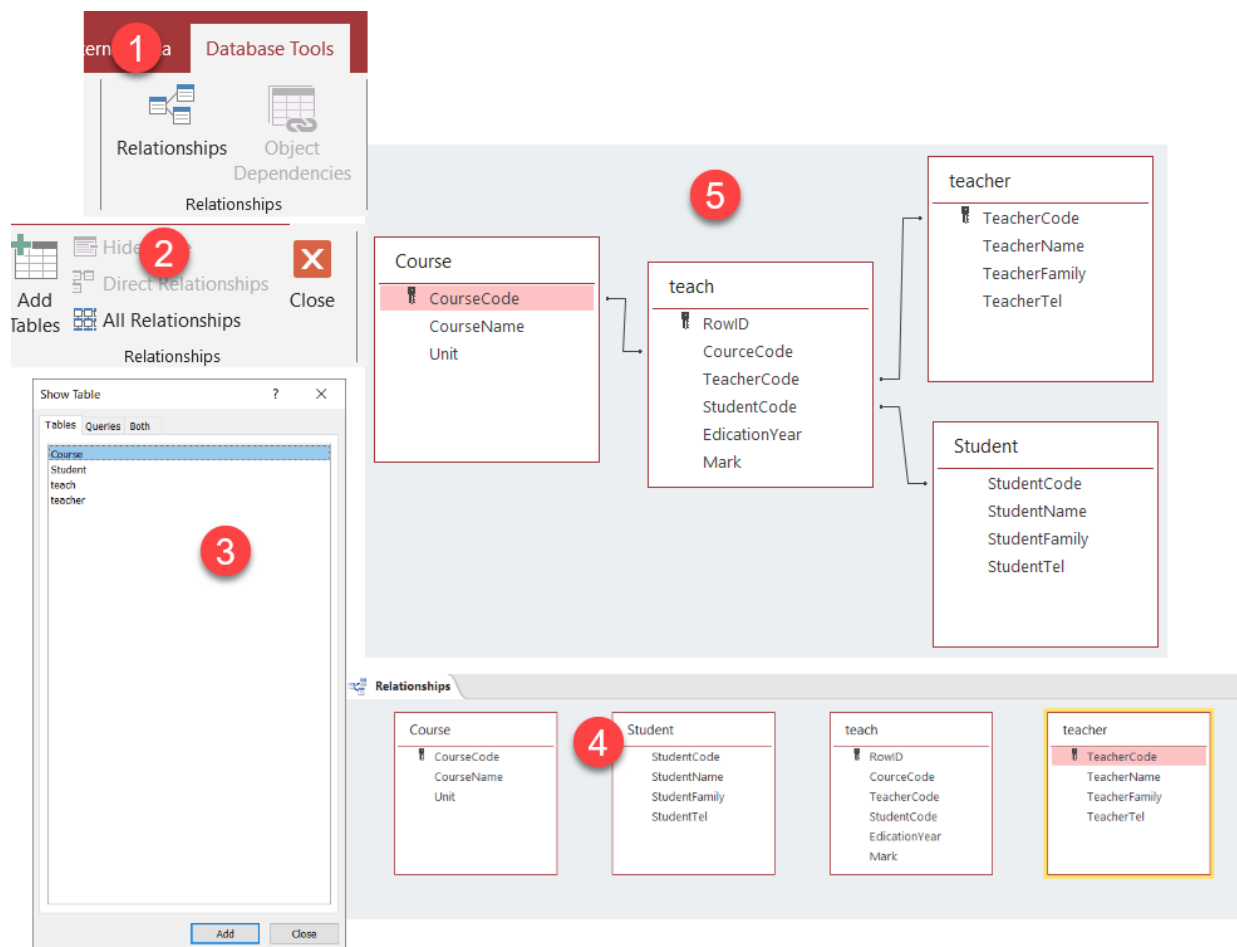 1
Database Tools
Relationships
Object
Dependencies
Relationships
2
Add
Tables
Direct Relationships
All Relationships
Close
Relationships
Show Table
? X
Tables Queries Both
Course
Student
teach
teacher
3
Add Close
5
Course
CourseCode
CourseName
Unit
teach
RowID
CourceCode
TeacherCode
StudentCode
EdicationYear
Mark
teacher
TeacherCode
TeacherName
TeacherFamily
TeacherTel
Student
StudentCode
StudentName
StudentFamily
StudentTel
Relationships
4
Course
CourseCode
CourseName
Unit
Student
StudentCode
StudentName
StudentFamily
StudentTel
teach
RowID
CourceCode
TeacherCode
StudentCode
EdicationYear
Mark
teacher
TeacherCode
TeacherName
TeacherFamily
TeacherTel